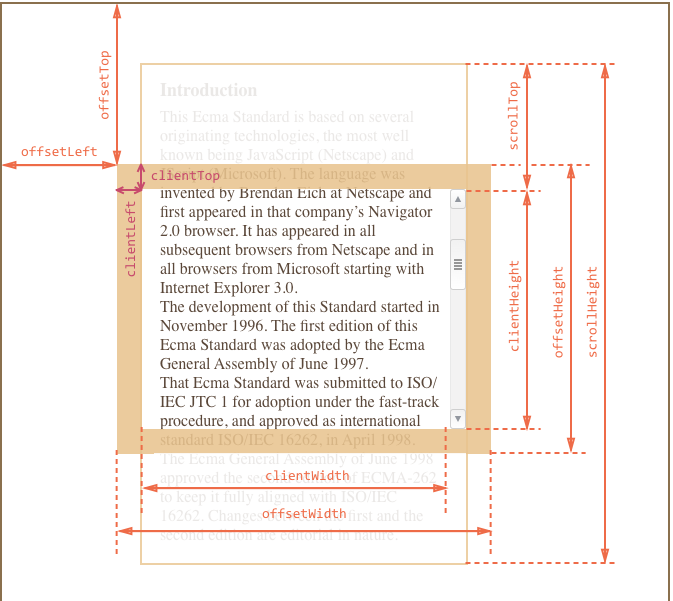 offsetTop
Introduction
This Ecma Standard is based on several
originating technologies, the most well
known being JavaScript (Netscape) and
(Microsoft). The language was
invented by Brendan Eich at Netscape and
first appeared in that company's Navigator
2.0 browser. It has appeared in all
subsequent browsers from Netscape and in
all browsers from Microsoft starting with
Internet Explorer 3.0.
The development of this Standard started in
November 1996. The first edition of this
Ecma Standard was adopted by the Ecma
General Assembly of June 1997.
That Ecma Standard was submitted to ISO/
IEC JTC 1 for adoption under the fast-track
procedure, and approved as international
standard ISO/IEC 16262, in April 1998.
The Ecma General Assembly of June 1998
approved the of ECMA-262
to keep it fully aligned with ISO/IEC
16262. Changes first and the
second edition are editorial in nature.
offsetLeft
clientTop
clientLeft
scrollTop
clientHeight
offsetHeight
scrollHeight
clientWidth
offsetWidth